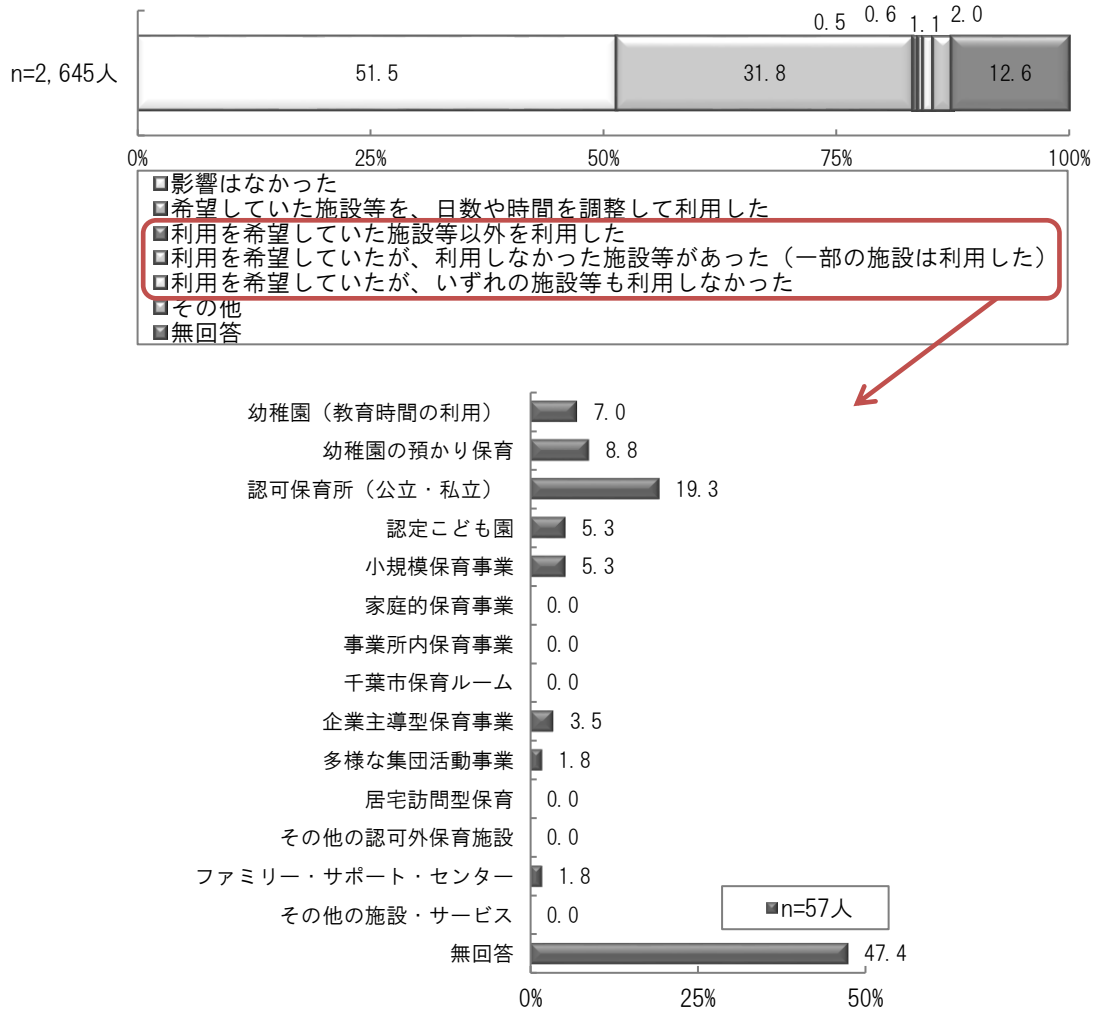 0.5 0.6 1.1 2.0
n=2,645人 51.5 31.8 12.6
0% 25% 50% 75% 100%
影響はなかった
希望していた施設等を、日数や時間を調整して利用した
利用を希望していた施設等以外を利用した
利用を希望していたが、利用しなかった施設等があった（一部の施設は利用した）
利用を希望していたが、いずれの施設等も利用しなかった
その他
無回答
幼稚園（教育時間の利用） 7.0
幼稚園の預かり保育 8.8
認可保育所（公立・私立） 19.3
認定こども園 5.3
小規模保育事業 5.3
家庭的保育事業 0.0
事業所内保育事業 0.0
千葉市保育ルーム 0.0
企業主導型保育事業 3.5
多様な集団活動事業 1.8
居宅訪問型保育 0.0
その他の認可外保育施設 0.0
ファミリー・サポート・センター 1.8
その他の施設・サービス 0.0
n=57人
無回答 47.4
0% 25% 50%